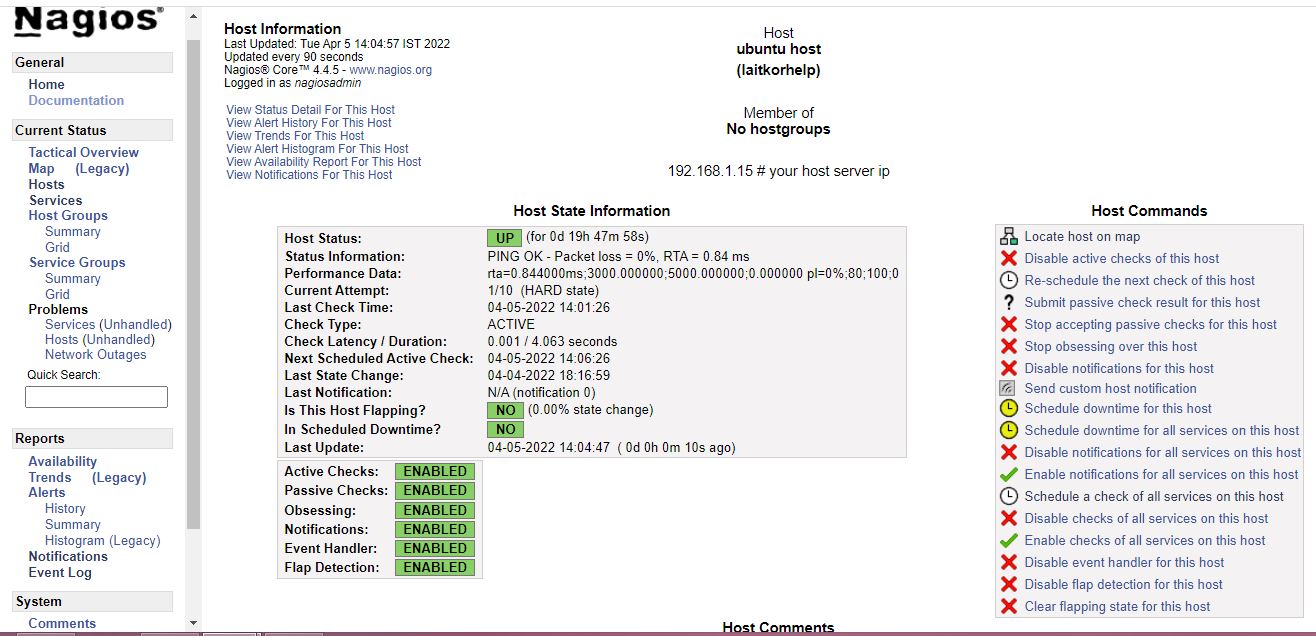 Nagios®
General
Home
Documentation
Current Status
Tactical Overview
Map (Legacy)
Hosts
Services
Host Groups
Summary
Grid
Service Groups
Summary
Grid
Problems
Services (Unhandled)
Hosts (Unhandled)
Network Outages
Quick Search:
Reports
Availability
Trends (Legacy)
Alerts
History
Summary
Histogram (Legacy)
Notifications
Event Log
System
Comments
Host Information
Last Updated: Tue Apr 5 14:04:57 IST 2022
Updated every 90 seconds
Nagios® Core™ 4.4.5 - www.nagios.org
Logged in as nagiosadmin
View Status Detail For This Host
View Alert History For This Host
View Trends For This Host
View Alert Histogram For This Host
View Availability Report For This Host
View Notifications For This Host
Host
ubuntu host
(laitkorhelp)
Member of
No hostgroups
192.168.1.15 # your host server ip
Host State Information
Host Status: UP (for 0d 19h 47m 58s)
Status Information: PING OK - Packet loss = 0%, RTA = 0.84 ms
Performance Data: rta=0.844000ms;3000.000000;5000.000000;0.000000 pl=0%;80;100;0
Current Attempt: 1/10 (HARD state)
Last Check Time: 04-05-2022 14:01:26
Check Type: ACTIVE
Check Latency / Duration: 0.001 / 4.063 seconds
Next Scheduled Active Check: 04-05-2022 14:06:26
Last State Change: 04-04-2022 18:16:59
Last Notification: N/A (notification 0)
Is This Host Flapping? NO (0.00% state change)
In Scheduled Downtime? NO
Last Update: 04-05-2022 14:04:47 ( 0d 0h 0m 10s ago)
Active Checks: ENABLED
Passive Checks: ENABLED
Obsessing: ENABLED
Notifications: ENABLED
Event Handler: ENABLED
Flap Detection: ENABLED
Host Commands
Locate host on map
Disable active checks of this host
Re-schedule the next check of this host
? Submit passive check result for this host
Stop accepting passive checks for this host
Stop obsessing over this host
Disable notifications for this host
Send custom host notification
Schedule downtime for this host
Schedule downtime for all services on this host
Disable notifications for all services on this host
Enable notifications for all services on this host
Schedule a check of all services on this host
Disable checks of all services on this host
Enable checks of all services on this host
Disable event handler for this host
Disable flap detection for this host
Clear flapping state for this host
Host Comments